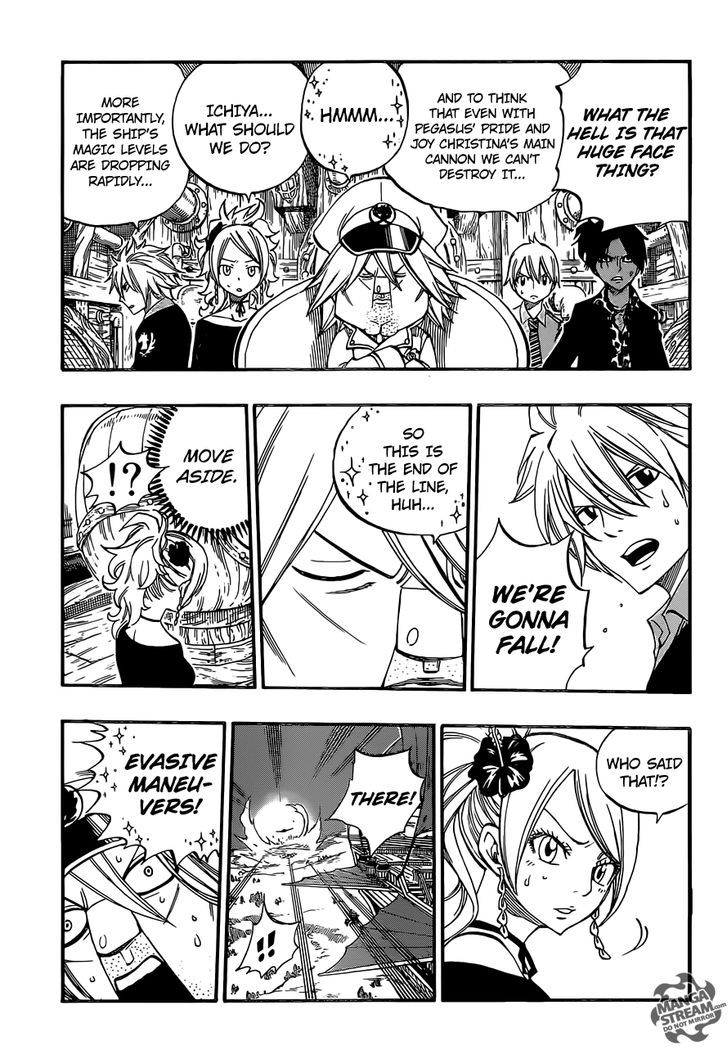 WHAT THE
HELL IS THAT
HUGE FACE
THING?
AND TO THINK
THAT EVEN WITH
PEGASUS' PRIDE AND
JOY CHRISTINA'S MAIN
CANNON WE CAN'T
DESTROY IT...
HMMM...
ICHIYA...
WHAT SHOULD
WE DO?
MORE
IMPORTANTLY,
THE SHIP'S
MAGIC LEVELS
ARE DROPPING
RAPIDLY...
WE'RE
GONNA
FALL!
SO
THIS IS
THE END OF
THE LINE,
HUH...
MOVE
ASIDE.
!?
WHO SAID
THAT!?
THERE!
!!
EVASIVE
MANEU-
VERS!
MANGA
STREAM.com
DO NOT MIRROR